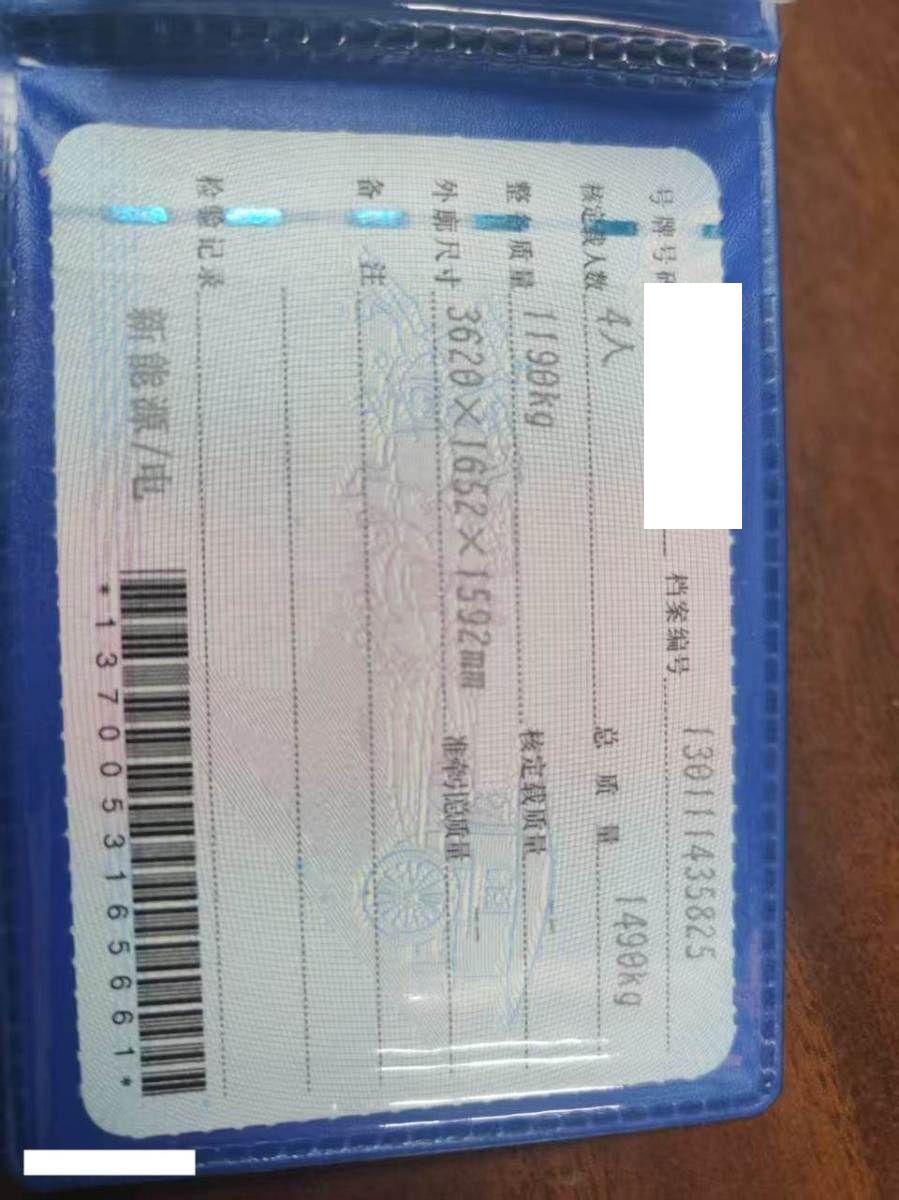 号牌号码 档案编号 130111435825
核定载人数 4人 总质量 1490kg
整备质量 1190kg 核定载质量
外廓尺寸 3620×1652×1592mm 准牵引总质量 —
备注
检验记录
新能源/电
*1370053165661*